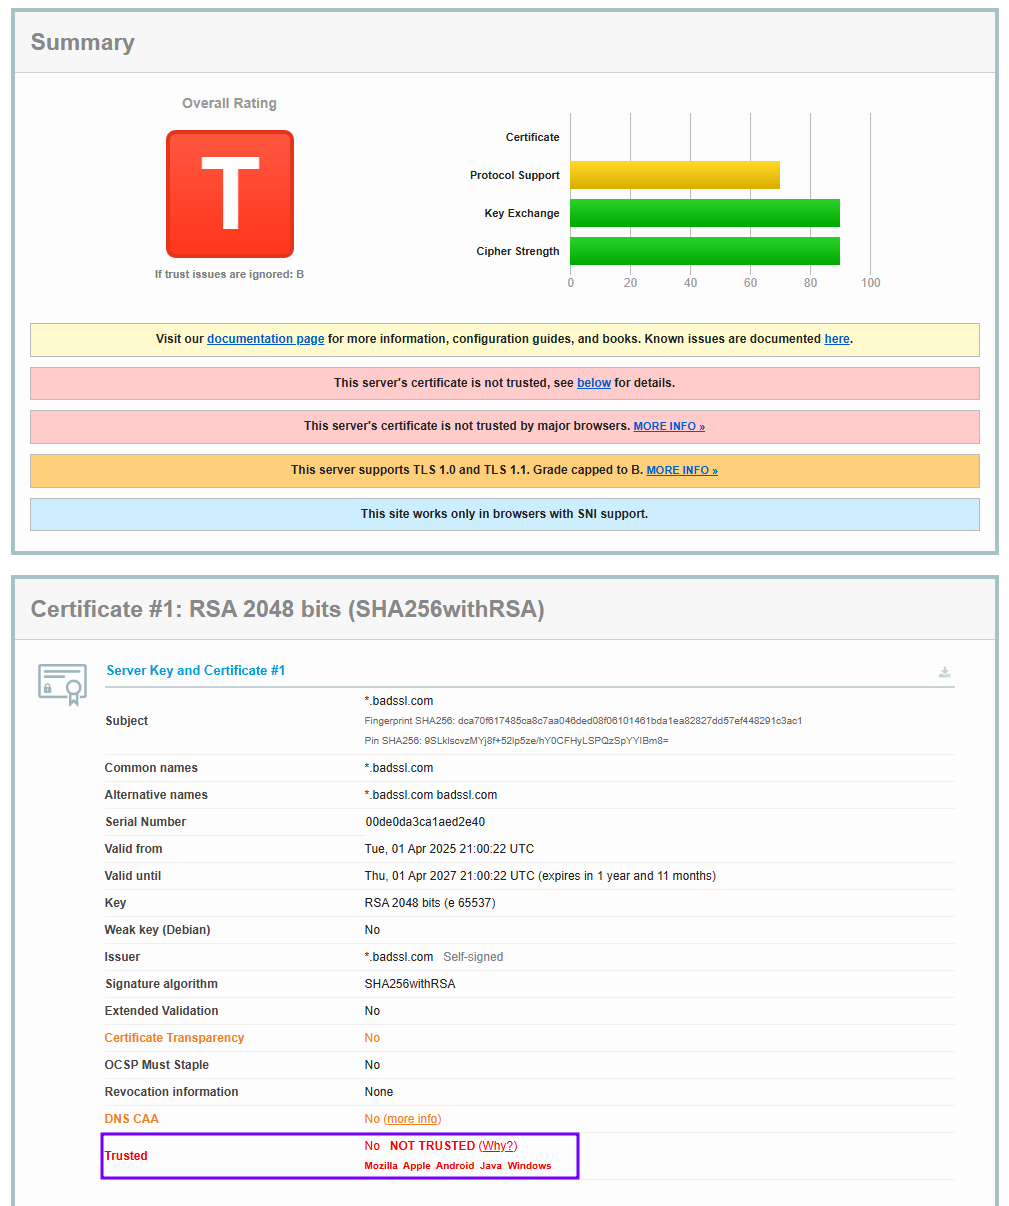 Summary
Overall Rating
T
If trust issues are ignored: B
Certificate
Protocol Support
Key Exchange
Cipher Strength
0 20 40 60 80 100
Visit our documentation page for more information, configuration guides, and books. Known issues are documented here.
This server's certificate is not trusted, see below for details.
This server's certificate is not trusted by major browsers. MORE INFO »
This server supports TLS 1.0 and TLS 1.1. Grade capped to B. MORE INFO »
This site works only in browsers with SNI support.
Certificate #1: RSA 2048 bits (SHA256withRSA)
Server Key and Certificate #1
Subject
*.badssl.com
Fingerprint SHA256: dca70f617485ca8c7aa046ded08f06101461bda1ea82827dd57ef448291c3ac1
Pin SHA256: 9SLklscvzMYj8f+52lp5ze/hY0CFHyLSPQzSpYYIBm8=
Common names *.badssl.com
Alternative names *.badssl.com badssl.com
Serial Number 00de0da3ca1aed2e40
Valid from Tue, 01 Apr 2025 21:00:22 UTC
Valid until Thu, 01 Apr 2027 21:00:22 UTC (expires in 1 year and 11 months)
Key RSA 2048 bits (e 65537)
Weak key (Debian) No
Issuer *.badssl.com Self-signed
Signature algorithm SHA256withRSA
Extended Validation No
Certificate Transparency No
OCSP Must Staple No
Revocation information None
DNS CAA No (more info)
Trusted
No NOT TRUSTED (Why?)
Mozilla Apple Android Java Windows